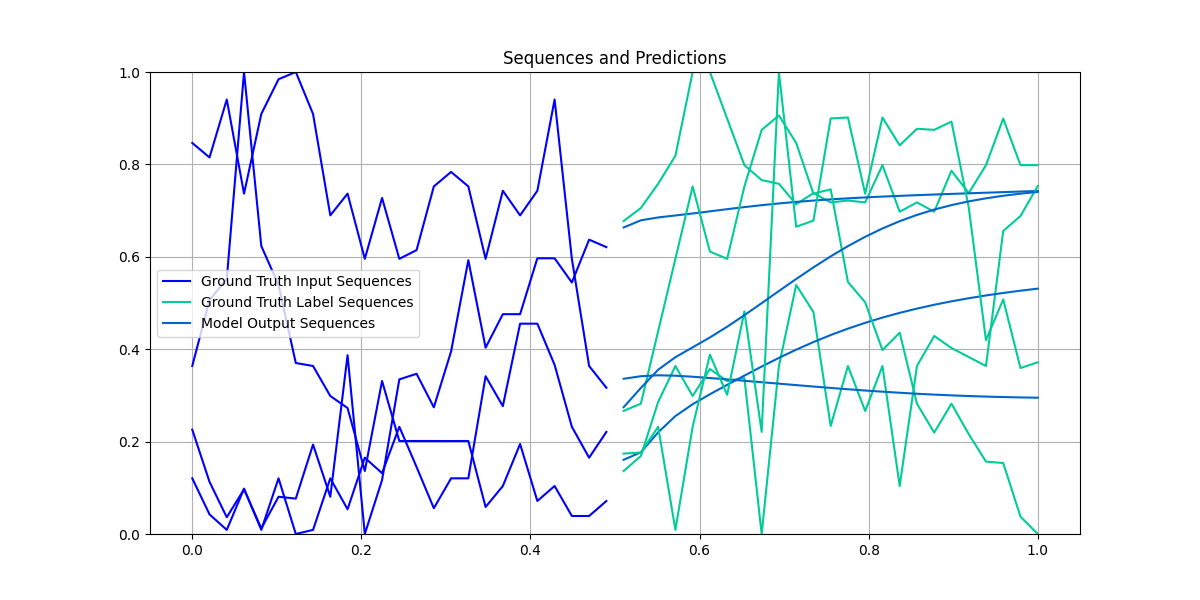 Sequences and Predictions
1.0
0.8
0.6
0.4
0.2
0.0
Ground Truth Input Sequences
Ground Truth Label Sequences
Model Output Sequences
0.0 0.2 0.4 0.6 0.8 1.0